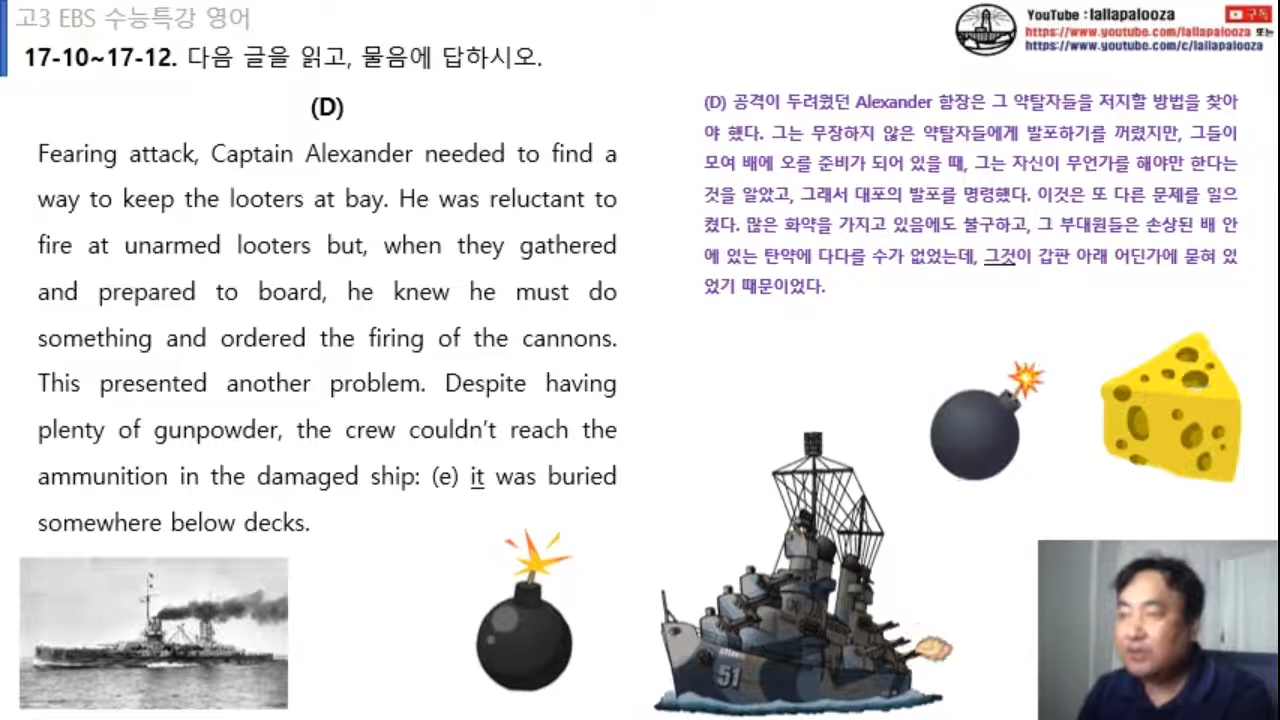 고3 EBS 수능특강 영어
17-10~17-12. 다음 글을 읽고, 물음에 답하시오.
YouTube : lallapalooza
구독
https://www.youtube.com/lallapalooza 또는
https://www.youtube.com/c/lallapalooza
(D)
Fearing attack, Captain Alexander needed to find a
way to keep the looters at bay. He was reluctant to
fire at unarmed looters but, when they gathered
and prepared to board, he knew he must do
something and ordered the firing of the cannons.
This presented another problem. Despite having
plenty of gunpowder, the crew couldn't reach the
ammunition in the damaged ship: (e) it was buried
somewhere below decks.
(D) 공격이 두려웠던 Alexander 함장은 그 약탈자들을 저지할 방법을 찾아
야 했다. 그는 무장하지 않은 약탈자들에게 발포하기를 꺼렸지만, 그들이
모여 배에 오를 준비가 되어 있을 때, 그는 자신이 무언가를 해야만 한다는
것을 알았고, 그래서 대포의 발포를 명령했다. 이것은 또 다른 문제를 일으
켰다. 많은 화약을 가지고 있음에도 불구하고, 그 부대원들은 손상된 배 안
에 있는 탄약에 다다를 수가 없었는데, 그것이 갑판 아래 어딘가에 묻혀 있
었기 때문이었다.
51